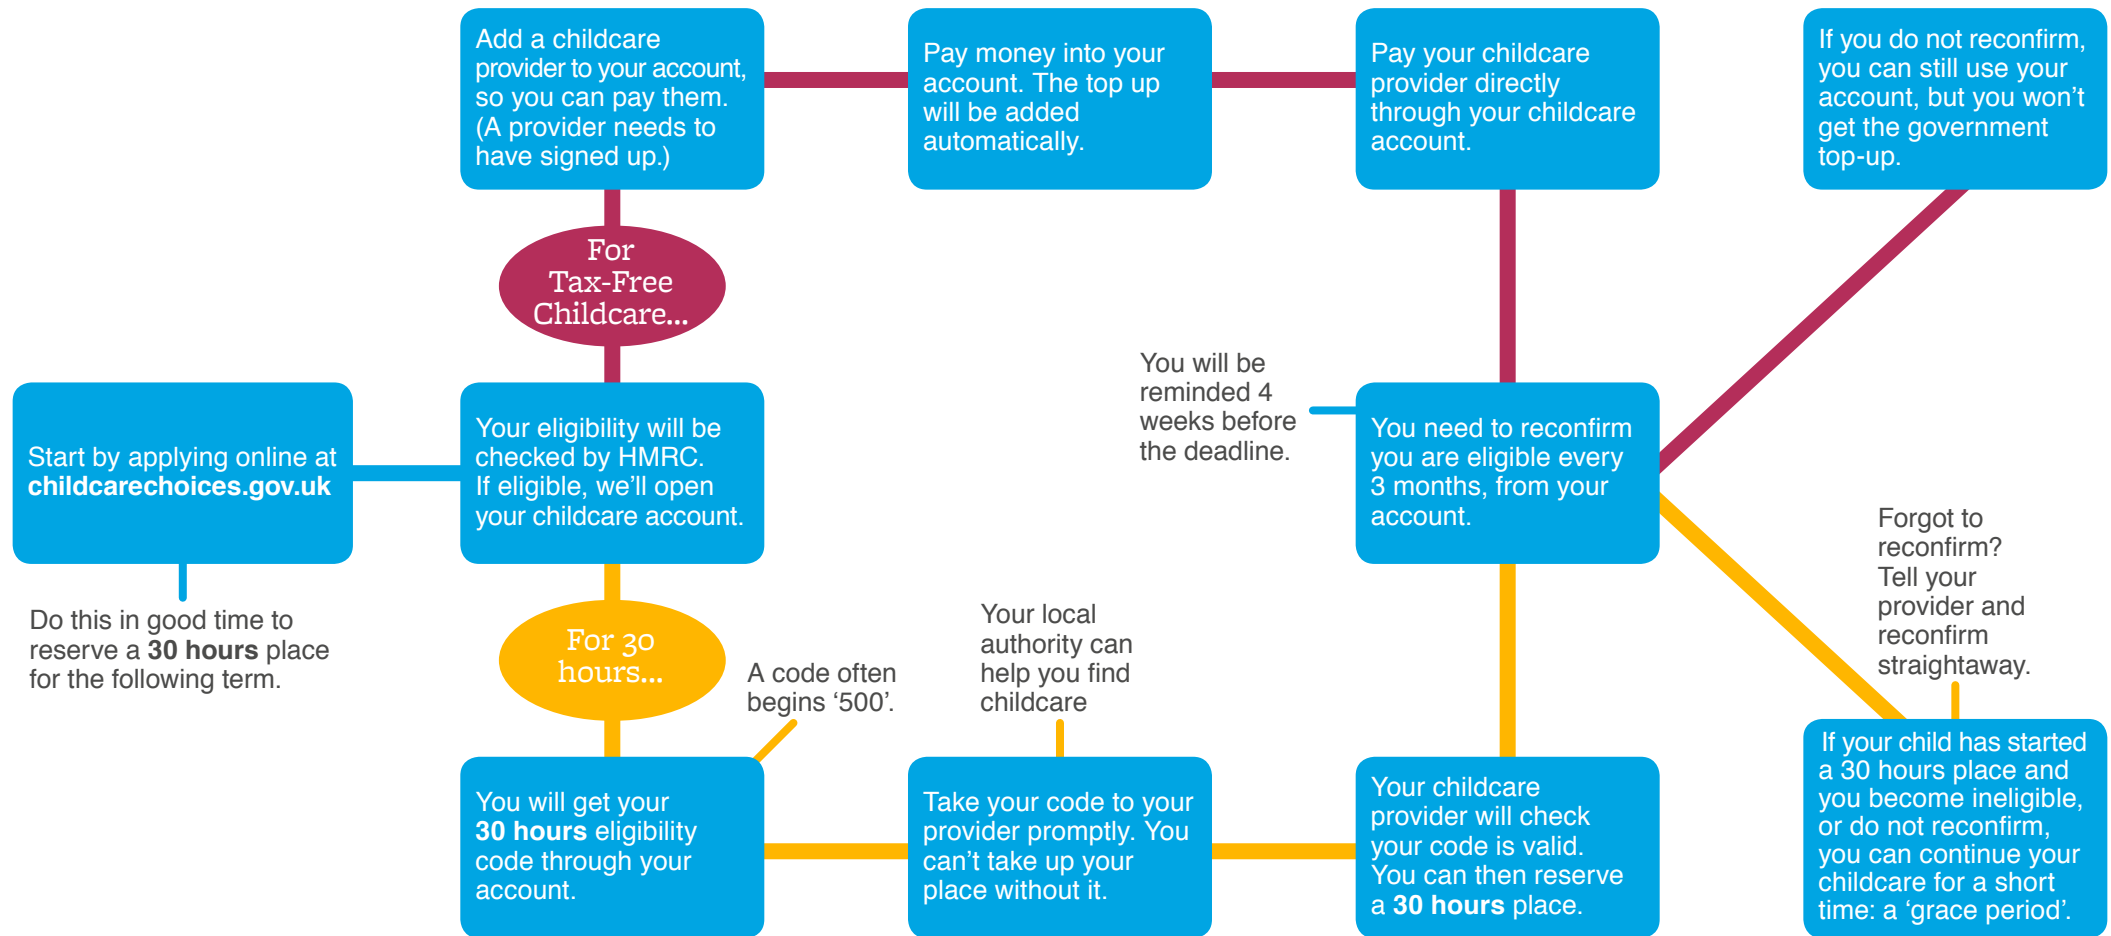 Add a childcare
provider to your account,
so you can pay them.
(A provider needs to
have signed up.)
Pay money into your
account. The top up
will be added
automatically.
Pay your childcare
provider directly
through your childcare
account.
If you do not reconfirm,
you can still use your
account, but you won’t
get the government
top-up.
For
Tax-Free
Childcare...
Start by applying online at
childcarechoices.gov.uk
Do this in good time to
reserve a 30 hours place
for the following term.
Your eligibility will be
checked by HMRC.
If eligible, we’ll open
your childcare account.
You will be
reminded 4
weeks before
the deadline.
You need to reconfirm
you are eligible every
3 months, from your
account.
For 30
hours...
A code often
begins ‘500’.
Your local
authority can
help you find
childcare
Forgot to
reconfirm?
Tell your
provider and
reconfirm
straightaway.
You will get your
30 hours eligibility
code through your
account.
Take your code to your
provider promptly. You
can’t take up your
place without it.
Your childcare
provider will check
your code is valid.
You can then reserve
a 30 hours place.
If your child has started
a 30 hours place and
you become ineligible,
or do not reconfirm,
you can continue your
childcare for a short
time: a ‘grace period’.